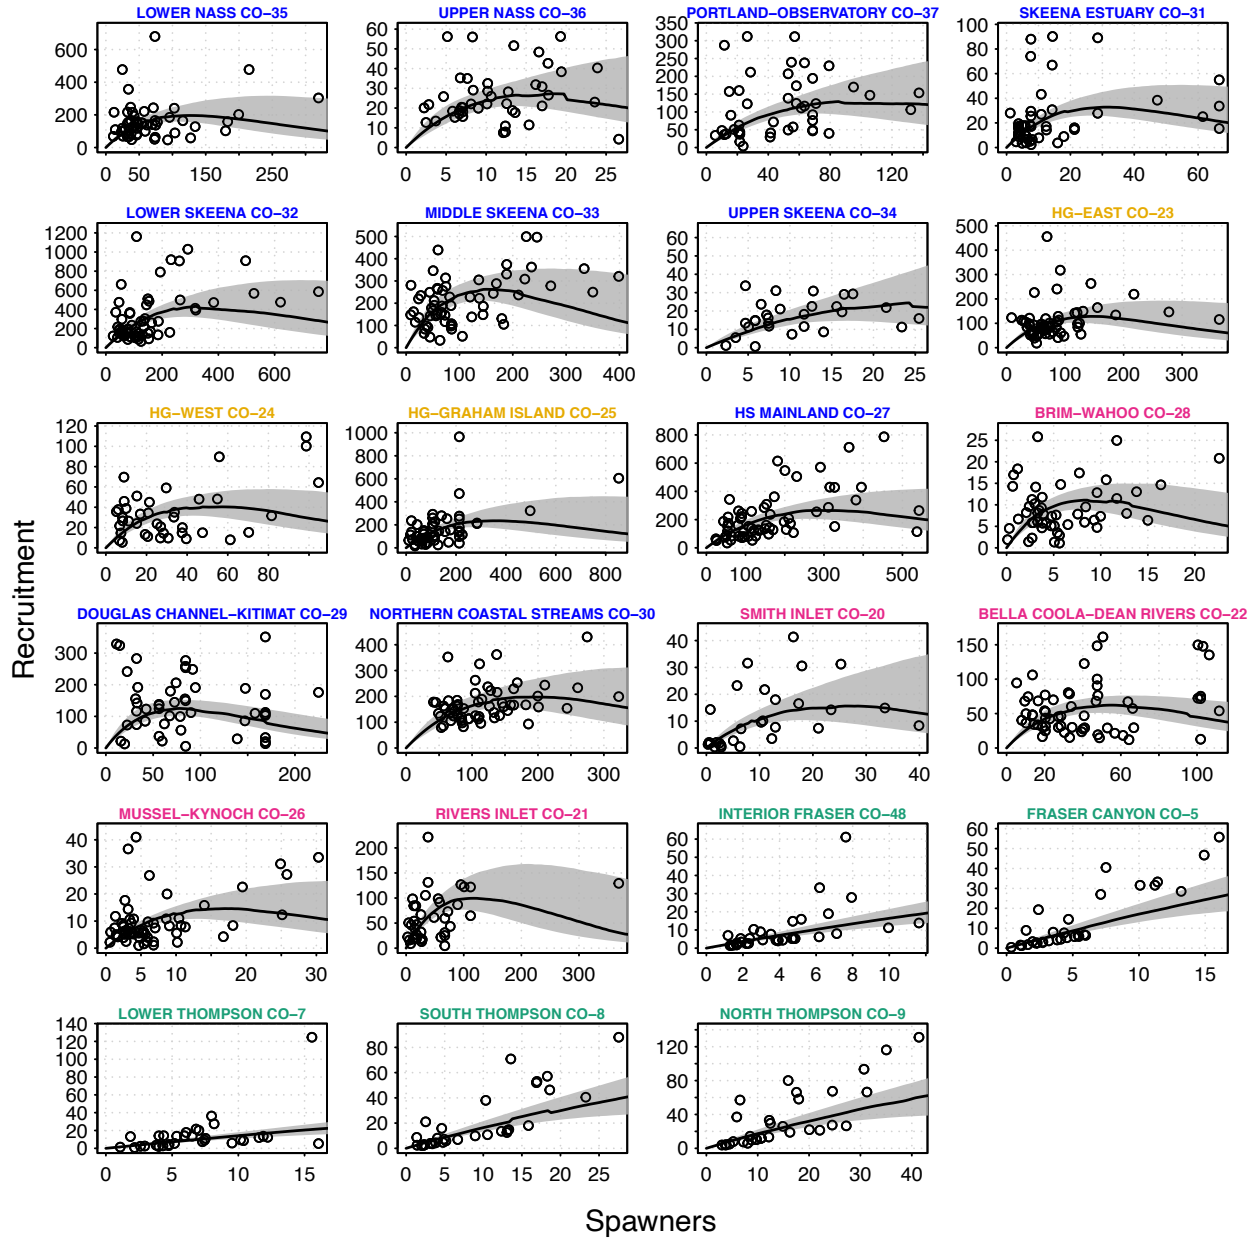 LOWER NASS CO−35
UPPER NASS CO−36
PORTLAND−OBSERVATORY CO−37
SKEENA ESTUARY CO−31
600
400
200
0
0 50 150 250
60
50
40
30
20
10
0
0 5 10 15 20 25
350
300
250
200
150
100
50
0
0 40 80 120
100
80
60
40
20
0
0 20 40 60
LOWER SKEENA CO−32
MIDDLE SKEENA CO−33
UPPER SKEENA CO−34
HG−EAST CO−23
1200
1000
800
600
400
200
0
0 200 400 600
500
400
300
200
100
0
0 100 200 300 400
60
50
40
30
20
10
0
0 5 10 15 20 25
500
400
300
200
100
0
0 100 200 300
HG−WEST CO−24
HG−GRAHAM ISLAND CO−25
HS MAINLAND CO−27
BRIM−WAHOO CO−28
120
100
80
60
40
20
0
0 20 40 60 80
1000
800
600
400
200
0
0 200 400 600 800
800
600
400
200
0
0 100 300 500
25
20
15
10
5
0
0 5 10 15 20
Recruitment
DOUGLAS CHANNEL−KITIMAT CO−29
NORTHERN COASTAL STREAMS CO−30
SMITH INLET CO−20
BELLA COOLA−DEAN RIVERS CO−22
300
200
100
0
0 50 100 200
400
300
200
100
0
0 100 200 300
40
30
20
10
0
0 10 20 30 40
150
100
50
0
0 20 40 60 80 100
MUSSEL−KYNOCH CO−26
RIVERS INLET CO−21
INTERIOR FRASER CO−48
FRASER CANYON CO−5
40
30
20
10
0
0 5 10 20 30
200
150
100
50
0
0 100 200 300
60
50
40
30
20
10
0
0 2 4 6 8 10
60
50
40
30
20
10
0
0 5 10 15
LOWER THOMPSON CO−7
SOUTH THOMPSON CO−8
NORTH THOMPSON CO−9
140
120
100
80
60
40
20
0
0 5 10 15
80
60
40
20
0
0 5 10 15 20 25
120
80
40
0
0 10 20 30 40
Spawners